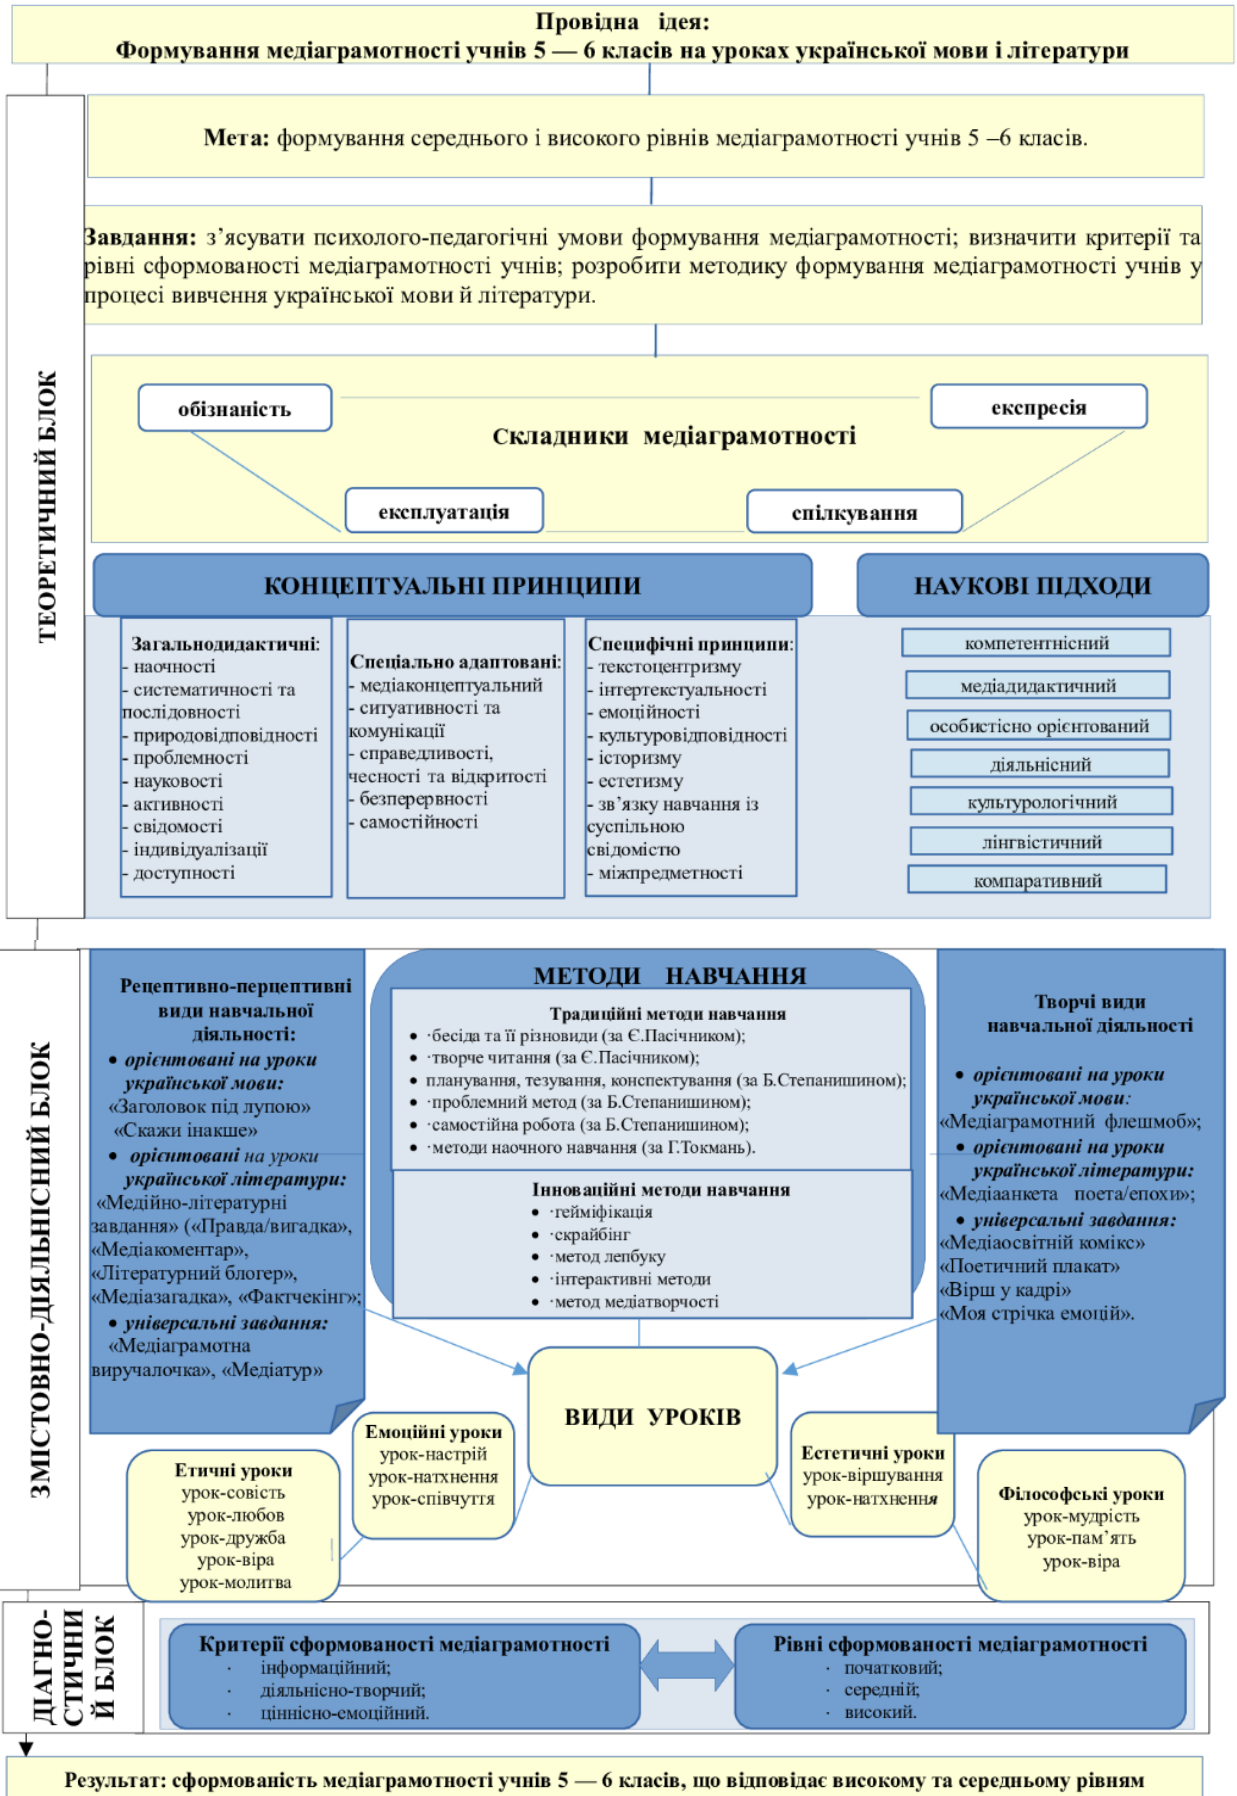 Провідна ідея:
Формування медіаграмотності учнів 5 — 6 класів на уроках української мови і літератури
ТЕОРЕТИЧНИЙ БЛОК
Мета: формування середнього і високого рівнів медіаграмотності учнів 5 –6 класів.
Завдання: з’ясувати психолого-педагогічні умови формування медіаграмотності; визначити критерії та
рівні сформованості медіаграмотності учнів; розробити методику формування медіаграмотності учнів у
процесі вивчення української мови й літератури.
обізнаність
експресія
Складники медіаграмотності
експлуатація
спілкування
КОНЦЕПТУАЛЬНІ ПРИНЦИПИ
Загальнодидактичні:
- наочності
- систематичності та
послідовності
- природовідповідності
- проблемності
- науковості
- активності
- свідомості
- індивідуалізації
- доступності
Спеціально адаптовані:
- медіаконцептуальний
- ситуативності та
комунікації
- справедливості,
чесності та відкритості
- безперервності
- самостійності
Специфічні принципи:
- текстоцентризму
- інтертекстуальності
- емоційності
- культуровідповідності
- історизму
- естетизму
- зв’язку навчання із
суспільною
свідомістю
- міжпредметності
НАУКОВІ ПІДХОДИ
компетентнісний
медіадидактичний
особистісно орієнтований
діяльнісний
культурологічний
лінгвістичний
компаративний
ЗМІСТОВНО-ДІЯЛЬНІСНИЙ БЛОК
Рецептивно-перцептивні
види навчальної
діяльності:
• орієнтовані на уроки
української мови:
«Заголовок під лупою»
«Скажи інакше»
• орієнтовані на уроки
української літератури:
«Медійно-літературні
завдання» («Правда/вигадка»,
«Медіакоментар»,
«Літературний блогер»,
«Медіазагадка», «Фактчекінг»;
• універсальні завдання:
«Медіаграмотна
виручалочка», «Медіатур»
МЕТОДИ НАВЧАННЯ
Традиційні методи навчання
• ·бесіда та її різновиди (за Є.Пасічником);
• ·творче читання (за Є.Пасічником);
• планування, тезування, конспектування (за Б.Степанишином);
• ·проблемний метод (за Б.Степанишином);
• ·самостійна робота (за Б.Степанишином);
• ·методи наочного навчання (за Г.Токмань).
Інноваційні методи навчання
• ·гейміфікація
• ·скрайбінг
• ·метод лепбуку
• ·інтерактивні методи
• ·метод медіатворчості
Творчі види
навчальної діяльності
• орієнтовані на уроки
української мови:
«Медіаграмотний флешмоб»;
• орієнтовані на уроки
української літератури:
«Медіаанкета поета/епохи»;
• універсальні завдання:
«Медіаосвітній комікс»
«Поетичний плакат»
«Вірш у кадрі»
«Моя стрічка емоцій».
ВИДИ УРОКІВ
Етичні уроки
урок-совість
урок-любов
урок-дружба
урок-віра
урок-молитва
Емоційні уроки
урок-настрій
урок-натхнення
урок-співчуття
Естетичні уроки
урок-віршування
урок-натхнення
Філософські уроки
урок-мудрість
урок-пам’ять
урок-віра
ДІАГНО-
СТИЧНИ
Й БЛОК
Критерії сформованості медіаграмотності
· інформаційний;
· діяльнісно-творчий;
· ціннісно-емоційний.
Рівні сформованості медіаграмотності
· початковий;
· середній;
· високий.
Результат: сформованість медіаграмотності учнів 5 — 6 класів, що відповідає високому та середньому рівням